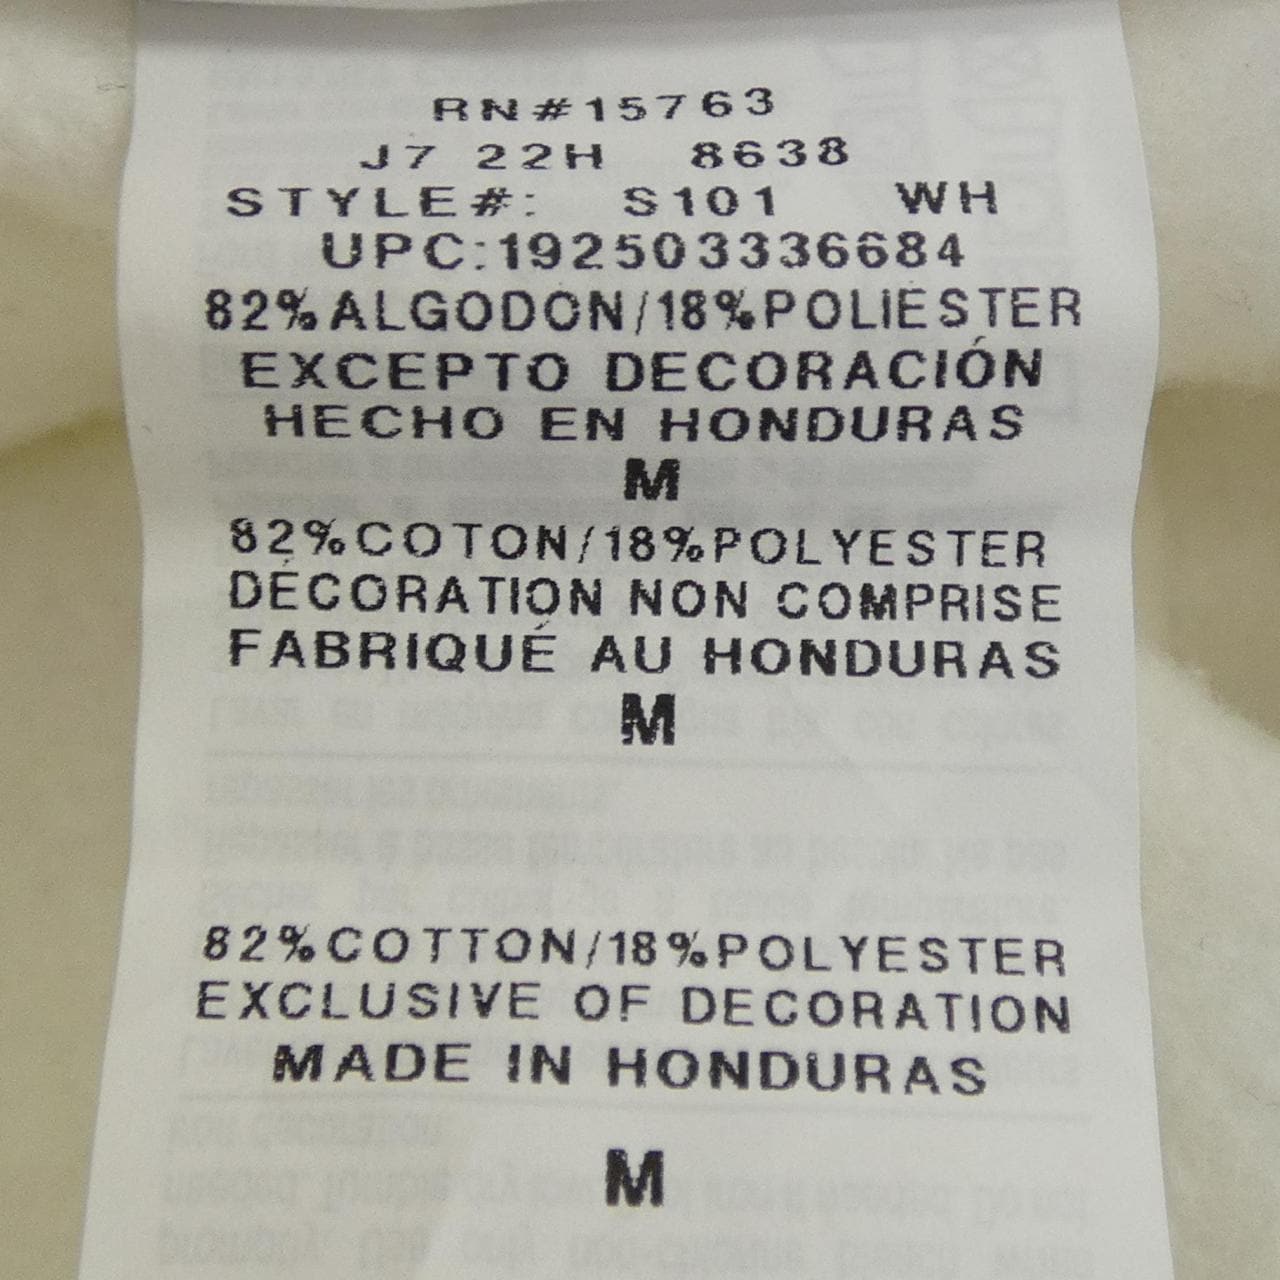 RN#15763
J7 22H 8638
STYLE#: S101 WH
UPC:192503336684
82%ALGODON/18%POLIESTER
EXCEPTO DECORACIÓN
HECHO EN HONDURAS
M
82%COTON/18%POLYESTER
DÉCORATION NON COMPRISE
FABRIQUÉ AU HONDURAS
M
82%COTTON/18%POLYESTER
EXCLUSIVE OF DECORATION
MADE IN HONDURAS
M